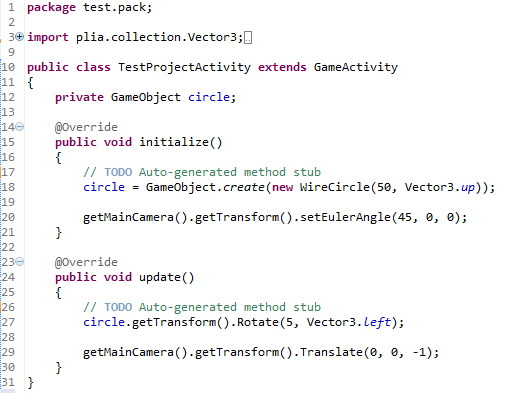 1 package test.pack;
2
3 import plia.collection.Vector3;
9
10 public class TestProjectActivity extends GameActivity
11 {
12 private GameObject circle;
13
14 @Override
15 public void initialize()
16 {
17 // TODO Auto-generated method stub
18 circle = GameObject.create(new WireCircle(50, Vector3.up));
19
20 getMainCamera().getTransform().setEulerAngle(45, 0, 0);
21 }
22
23 @Override
24 public void update()
25 {
26 // TODO Auto-generated method stub
27 circle.getTransform().Rotate(5, Vector3.left);
28
29 getMainCamera().getTransform().Translate(0, 0, -1);
30 }
31 }